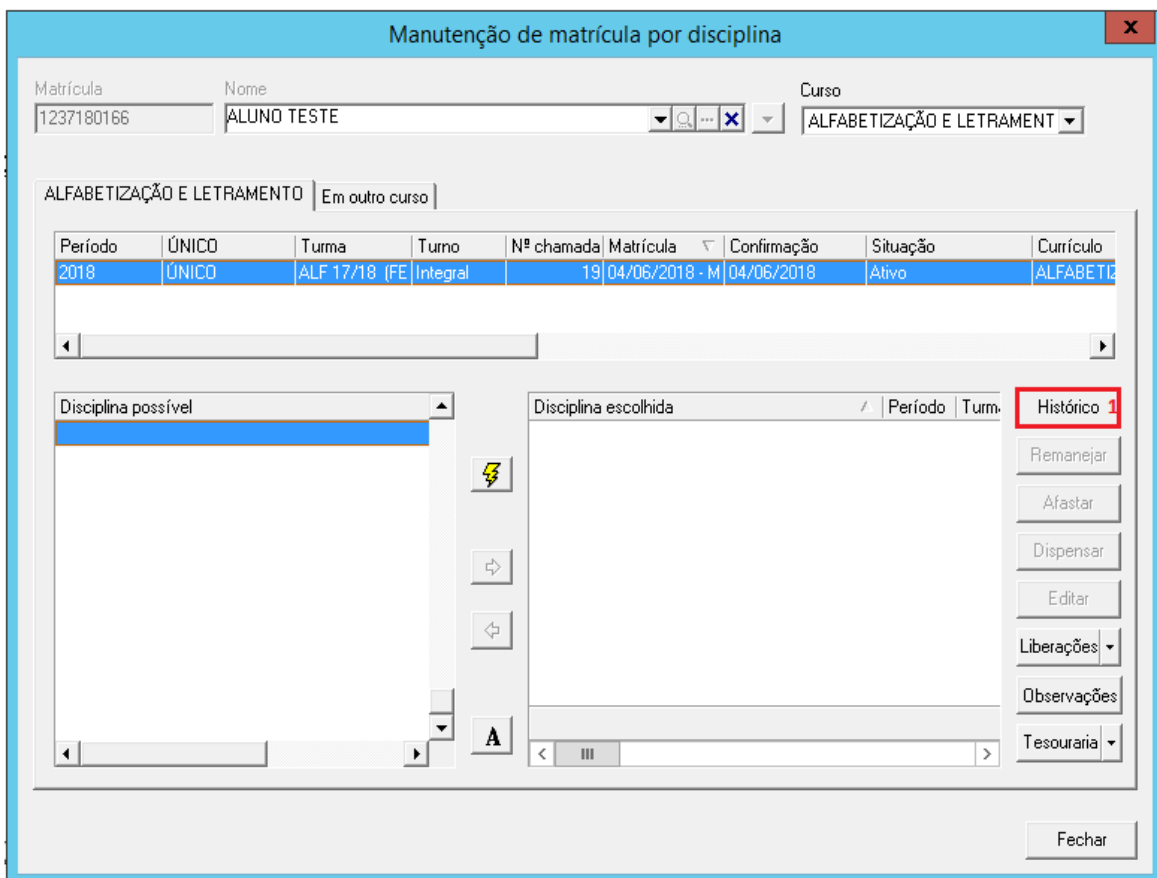 Manutenção de matrícula por disciplina
x
Matrícula Nome Curso
1237180166 ALUNO TESTE ALFABETIZAÇÃO E LETRAMENT
ALFABETIZAÇÃO E LETRAMENTO Em outro curso
Período ÚNICO Turma Turno Nº chamada Matrícula Confirmação Situação Currículo
2018 ÚNICO ALF 17/18 (FE Integral 19 04/06/2018 - M 04/06/2018 Ativo ALFABETIZ
Disciplina possível Disciplina escolhida Período Turm Histórico 1
Remanejar
Afastar
Dispensar
Editar
Liberações
Observações
A Tesouraria
Fechar